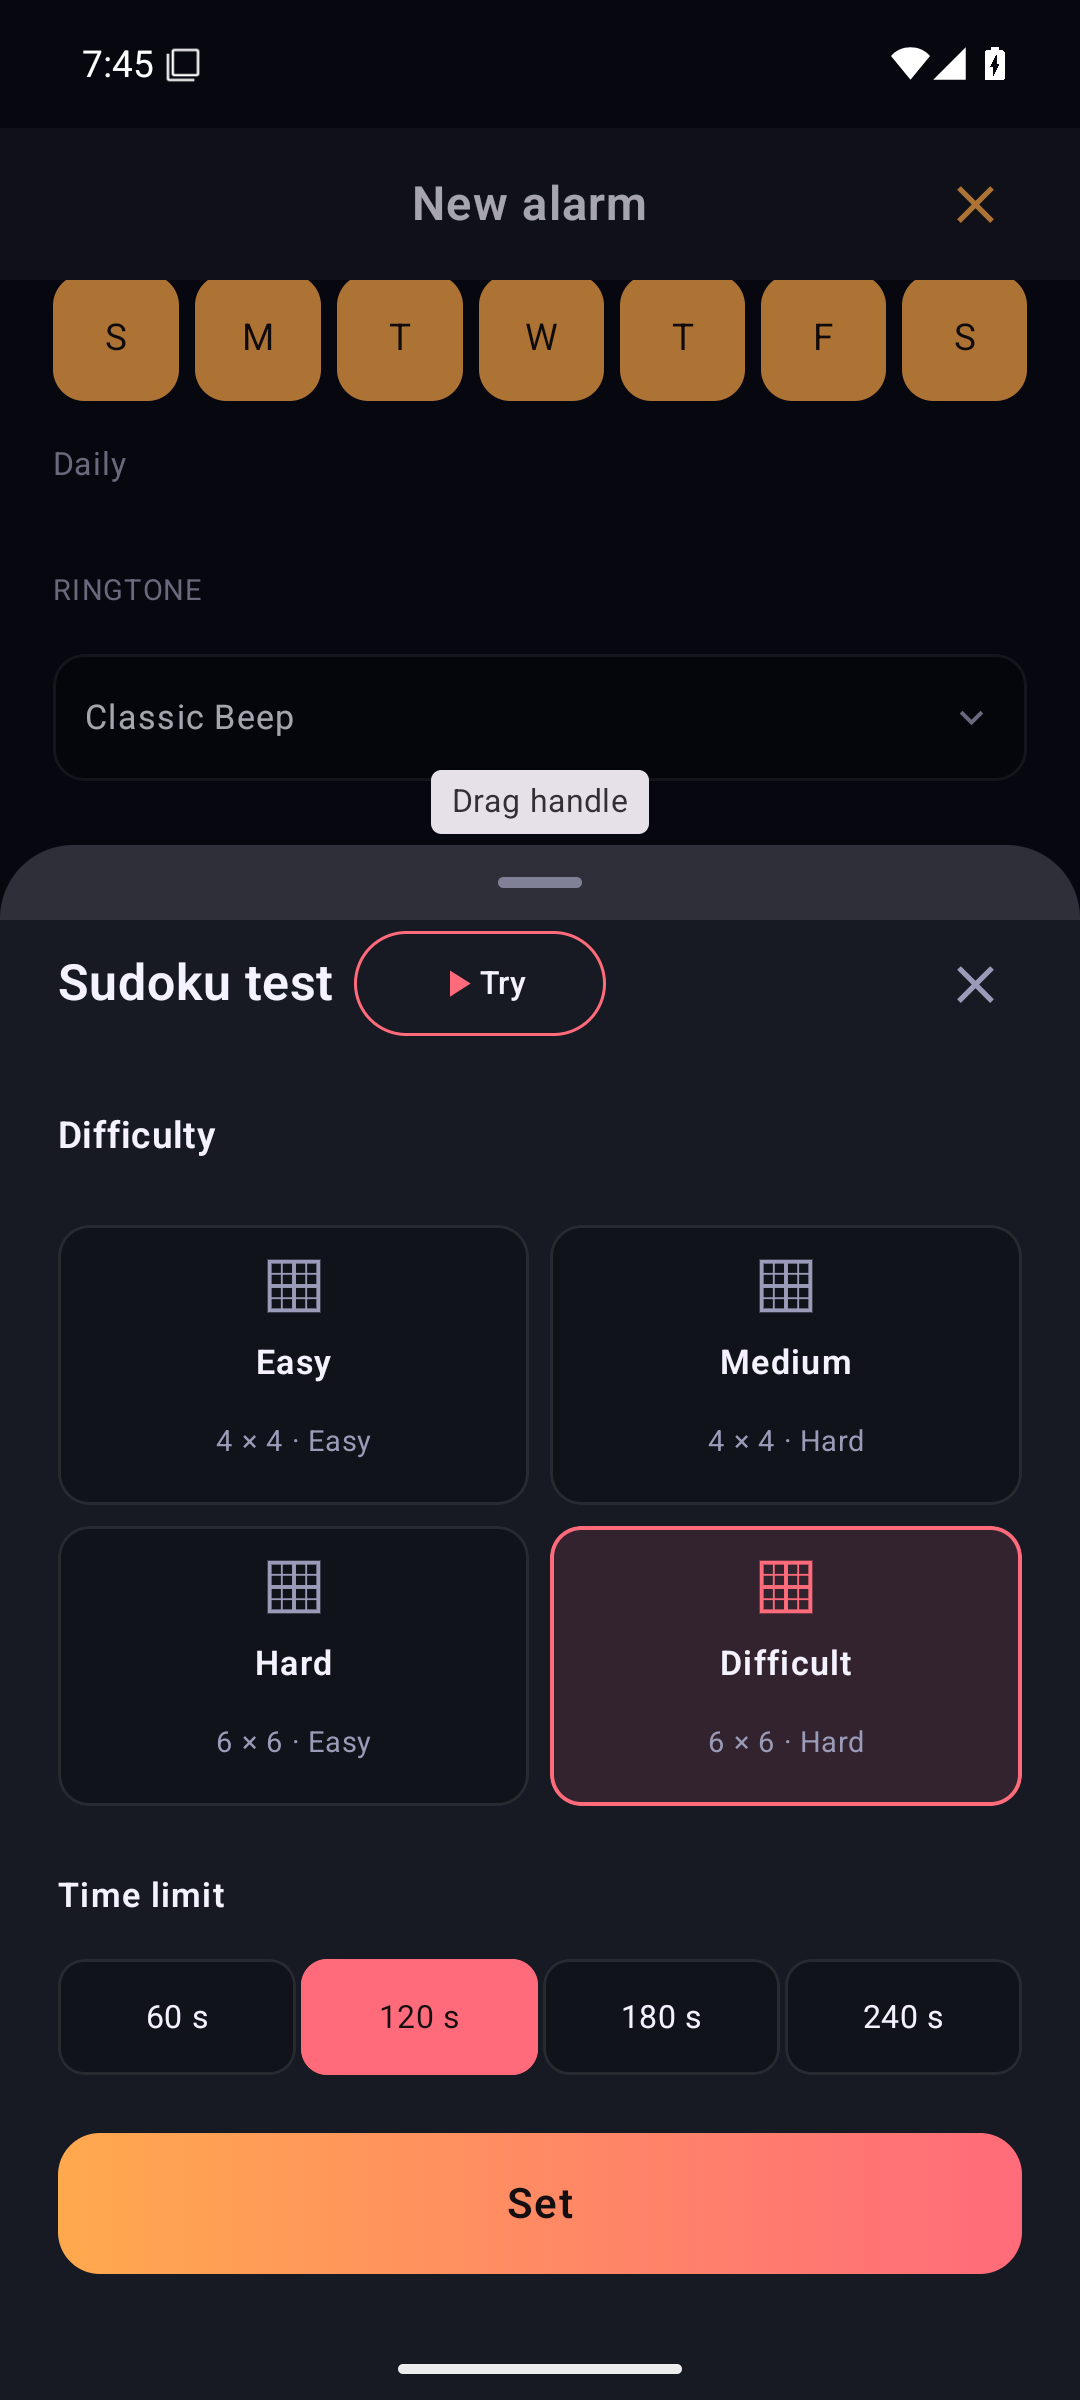 7:45
New alarm
S M T W T F S
Daily
RINGTONE
Classic Beep
Drag handle
Sudoku test
Try
Difficulty
Easy
4 × 4 · Easy
Medium
4 × 4 · Hard
Hard
6 × 6 · Easy
Difficult
6 × 6 · Hard
Time limit
60 s
120 s
180 s
240 s
Set